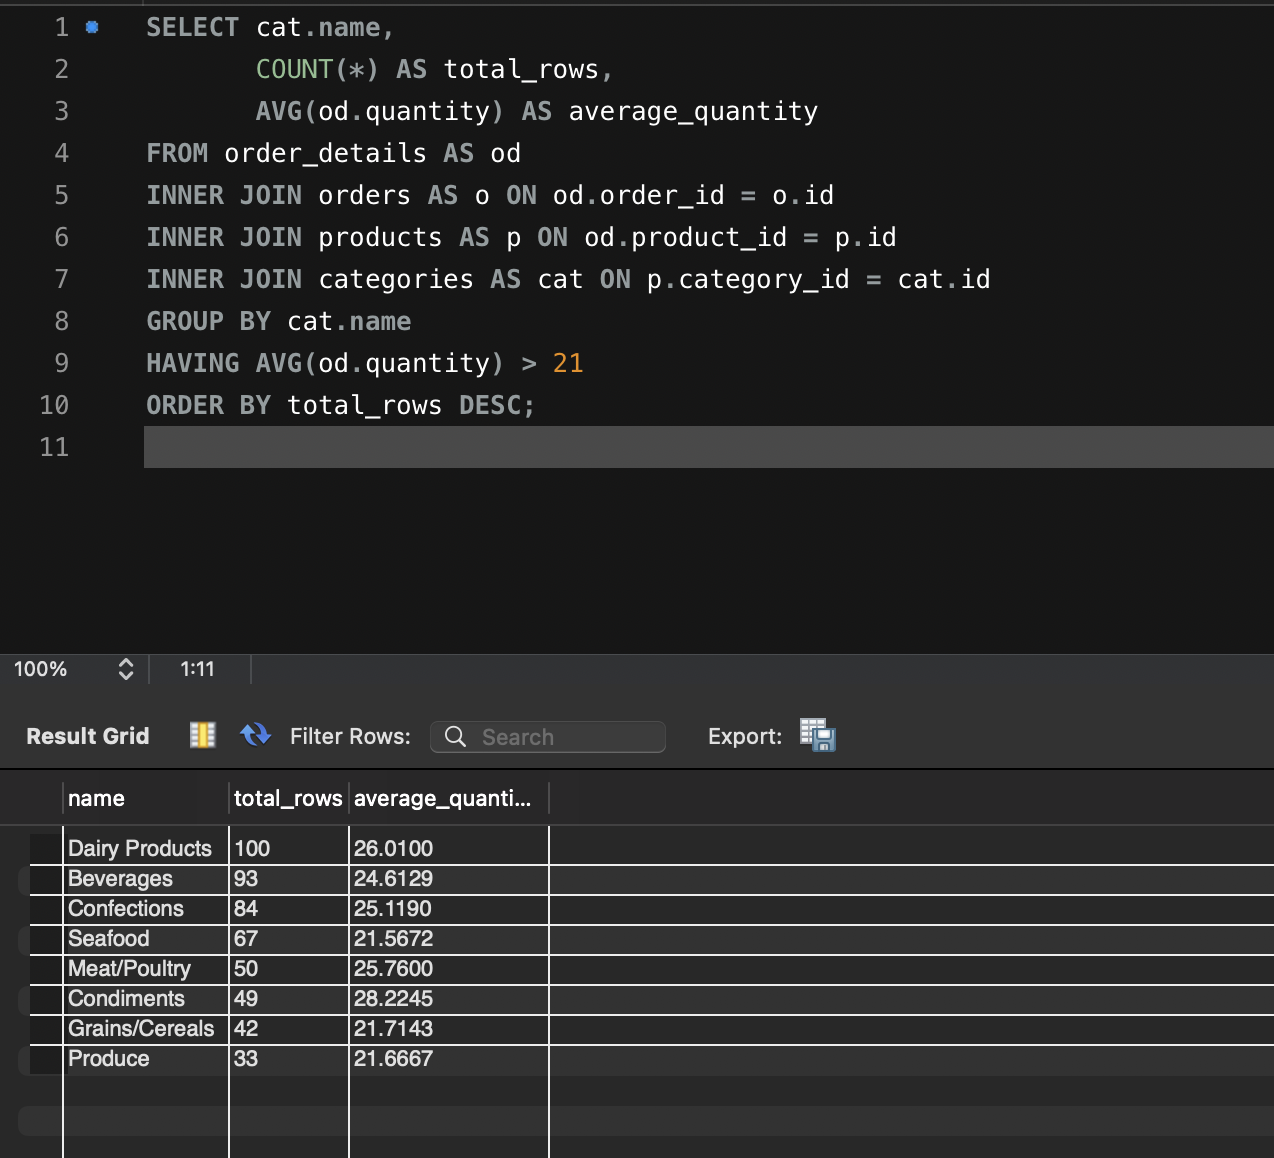 1 SELECT cat.name,
2 COUNT(*) AS total_rows,
3 AVG(od.quantity) AS average_quantity
4 FROM order_details AS od
5 INNER JOIN orders AS o ON od.order_id = o.id
6 INNER JOIN products AS p ON od.product_id = p.id
7 INNER JOIN categories AS cat ON p.category_id = cat.id
8 GROUP BY cat.name
9 HAVING AVG(od.quantity) > 21
10 ORDER BY total_rows DESC;
11
100% 1:11
Result Grid Filter Rows: Search Export:
name total_rows average_quanti...
Dairy Products 100 26.0100
Beverages 93 24.6129
Confections 84 25.1190
Seafood 67 21.5672
Meat/Poultry 50 25.7600
Condiments 49 28.2245
Grains/Cereals 42 21.7143
Produce 33 21.6667